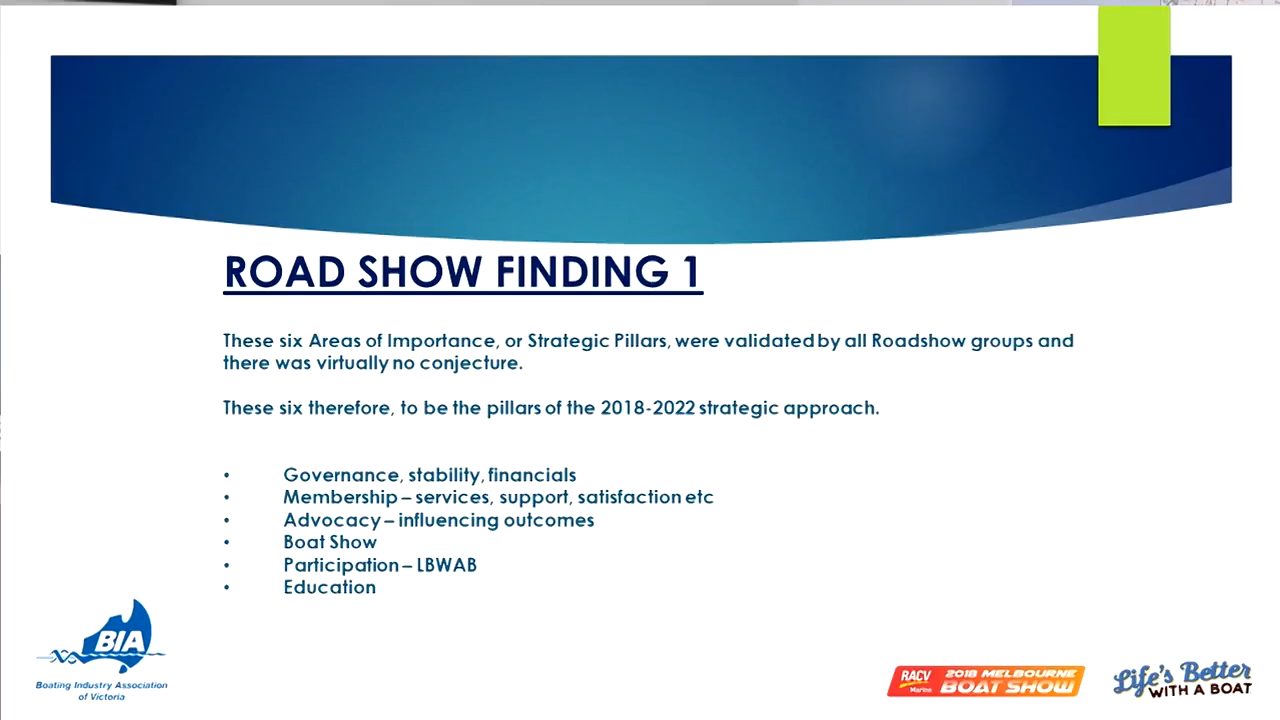 ROAD SHOW FINDING 1
These six Areas of Importance, or Strategic Pillars, were validated by all Roadshow groups and
there was virtually no conjecture.
These six therefore, to be the pillars of the 2018-2022 strategic approach.
• Governance, stability, financials
• Membership – services, support, satisfaction etc
• Advocacy – influencing outcomes
• Boat Show
• Participation – LBWAB
• Education
BIA
Boating Industry Association
of Victoria
RACV
Marine
2018 MELBOURNE
BOAT SHOW
Life's Better
WITH A BOAT